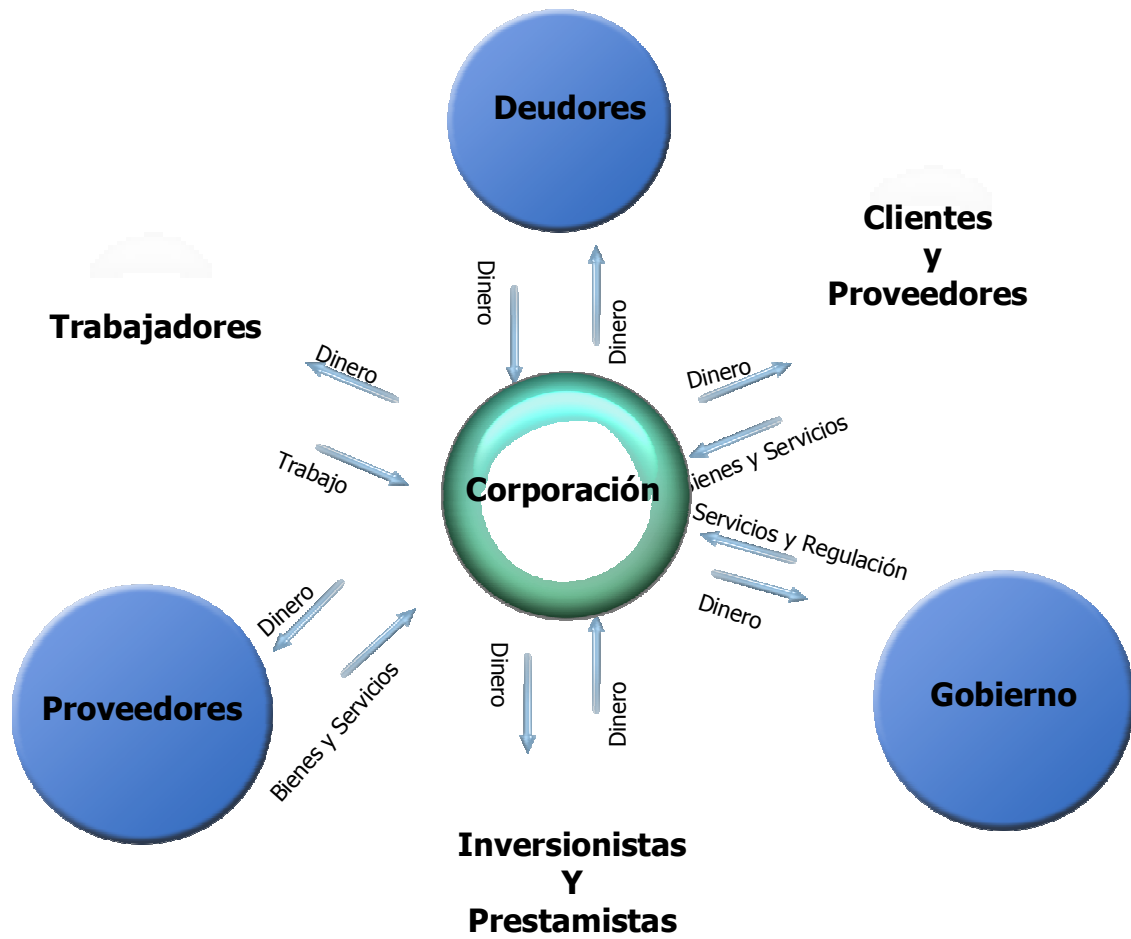 Deudores
Clientes
y
Proveedores
Trabajadores
Dinero
Dinero
Dinero
Dinero
Trabajo
Bienes y Servicios
Corporación
Servicios y Regulación
Dinero
Dinero
Bienes y Servicios
Dinero
Dinero
Proveedores
Gobierno
Inversionistas
Y
Prestamistas